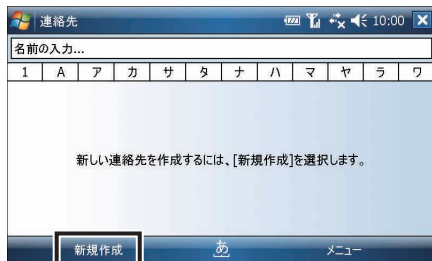 連絡先 10:00
名前の入力...
1 A ア カ サ タ ナ ハ マ ヤ ラ ワ
新しい連絡先を作成するには、[新規作成]を選択します。
新規作成 あ メニュー